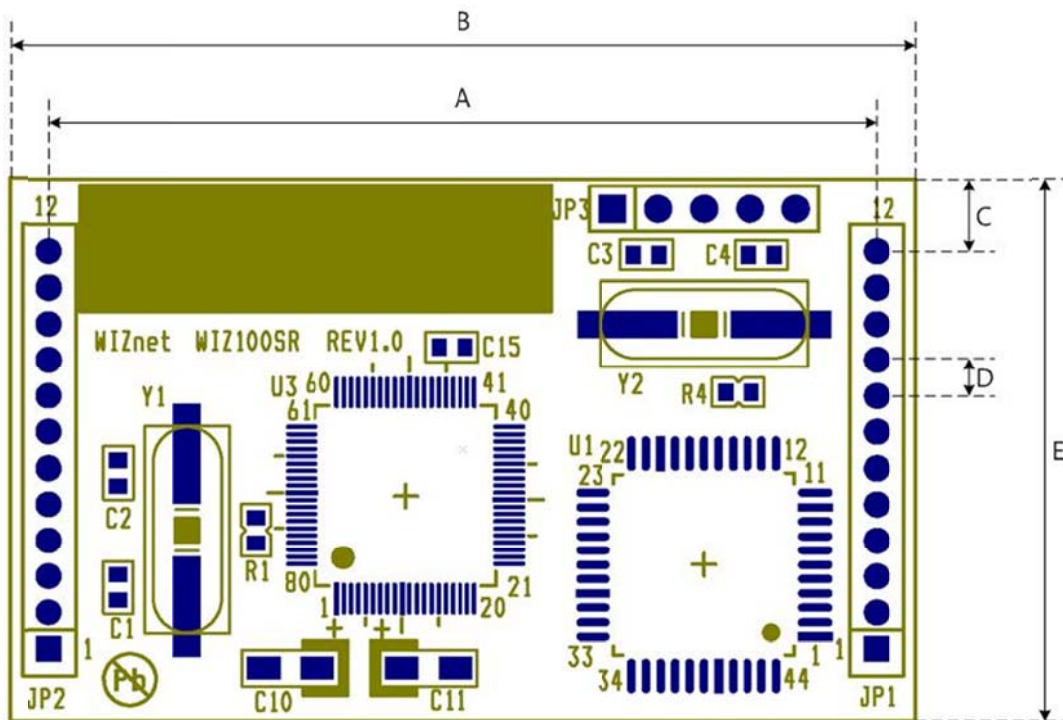 B
A
12
JP3
12
C
C3
C4
WIZnet WIZ100SR REV1.0
C15
D
Y2
U3
60
41
Y1
61
40
R4
E
U1
22
12
23
11
C2
R1
80
21
1
20
C1
+
+
33
1
1
1
34
44
Pb
JP2
C10
C11
JP1